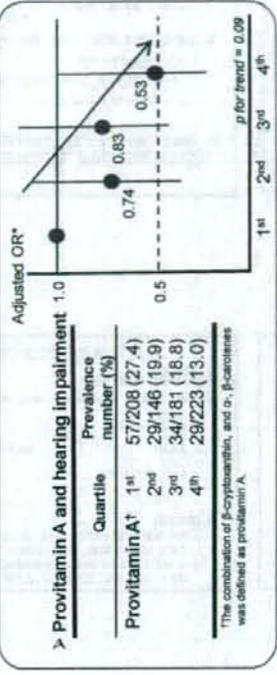 ➢ Provitamin A and hearing impairment
Quartile Prevalence number (%)
Provitamin A† 1st 57/208 (27.4)
2nd 29/146 (19.9)
3rd 34/181 (18.8)
4th 29/223 (13.0)
†The combination of β-cryptoxanthin, and α-, β-carotenes
was defined as provitamin A.
Adjusted OR*
1.0
0.5
0.74
0.83
0.53
p for trend = 0.09
1st 2nd 3rd 4th